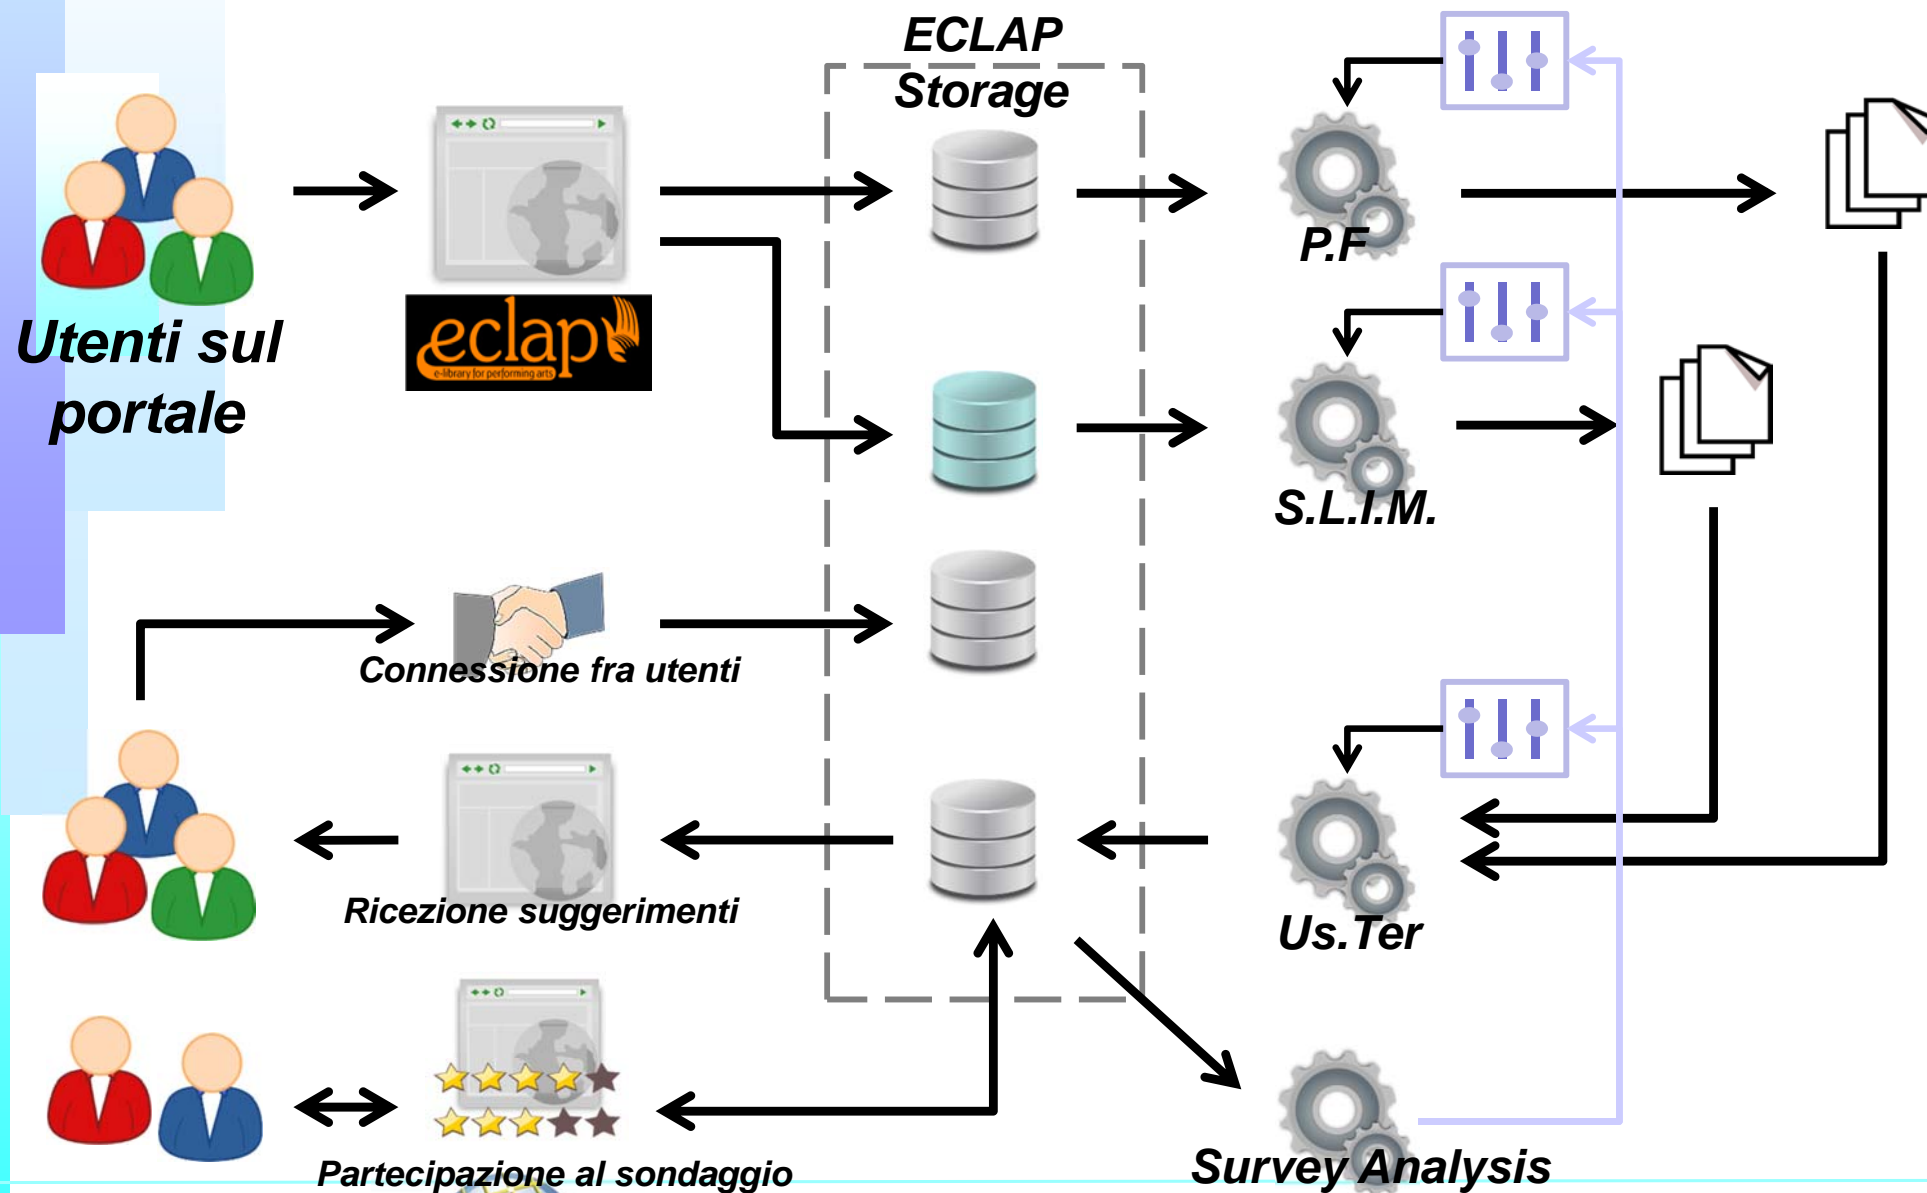 ECLAP
Storage
P.F
eclap
e-library for performing arts
Utenti sul
portale
S.L.I.M.
Connessione fra utenti
Ricezione suggerimenti
Us.Ter
Partecipazione al sondaggio
Survey Analysis